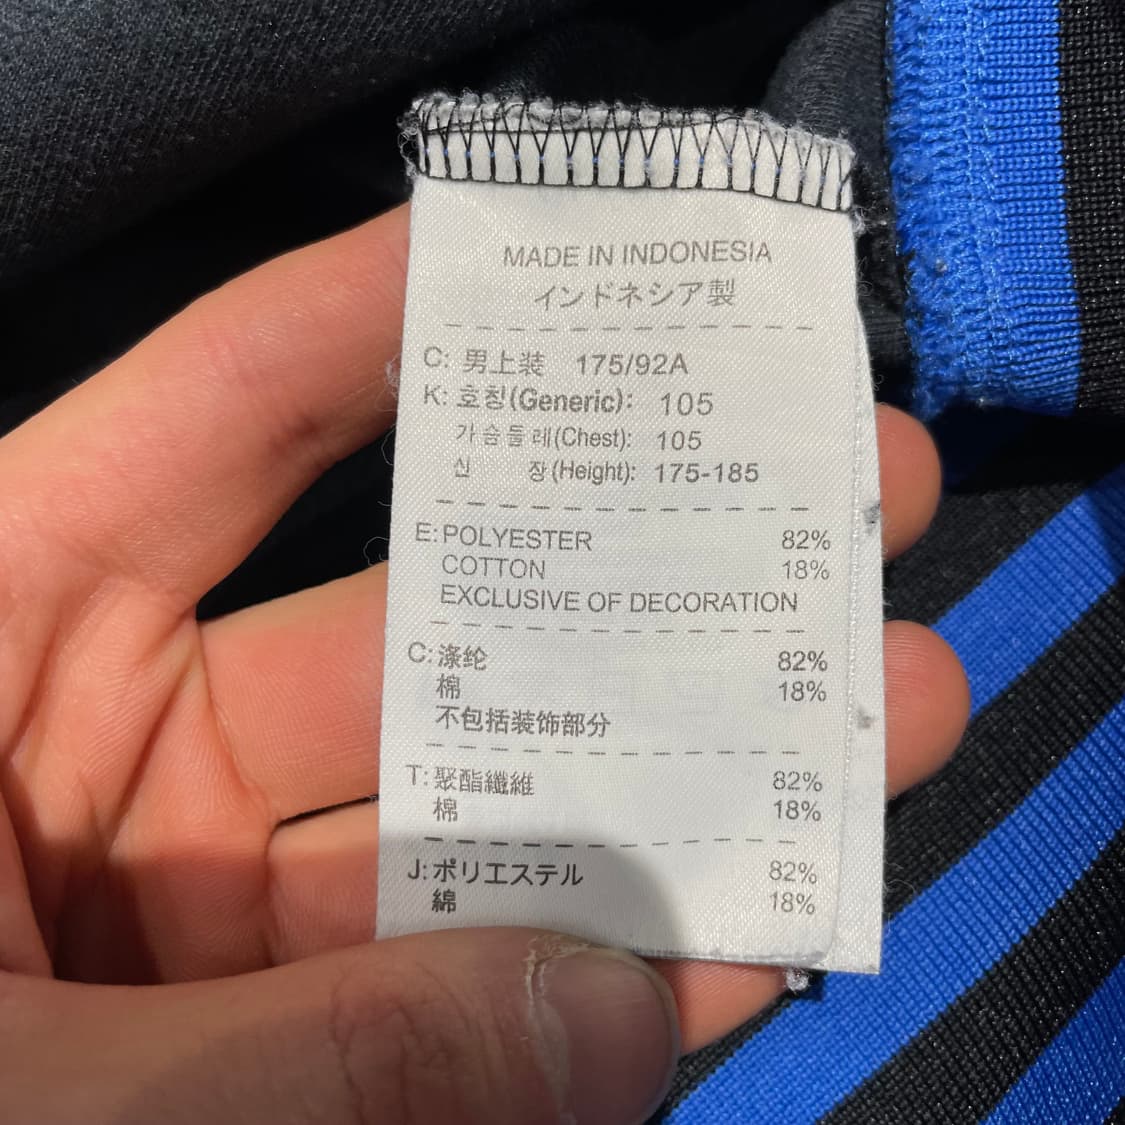 MADE IN INDONESIA
インドネシア製
C: 男上装 175/92A
K: 호칭(Generic): 105
가슴둘레(Chest): 105
신 장(Height): 175-185
E: POLYESTER 82%
COTTON 18%
EXCLUSIVE OF DECORATION
C: 涤纶 82%
棉 18%
不包括装饰部分
T: 聚酯纖維 82%
棉 18%
J: ポリエステル 82%
綿 18%